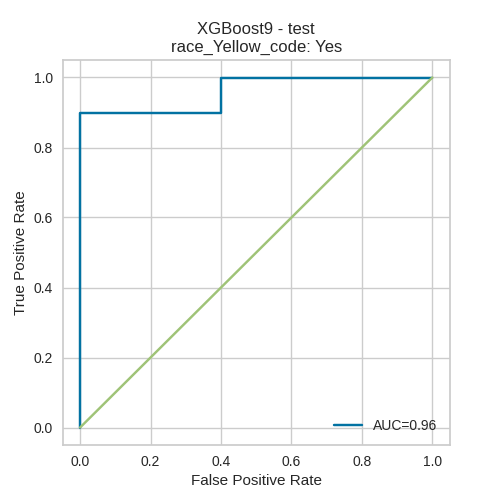 XGBoost9 - test
race_Yellow_code: Yes
True Positive Rate
1.0
0.8
0.6
0.4
0.2
0.0
AUC=0.96
0.0 0.2 0.4 0.6 0.8 1.0
False Positive Rate